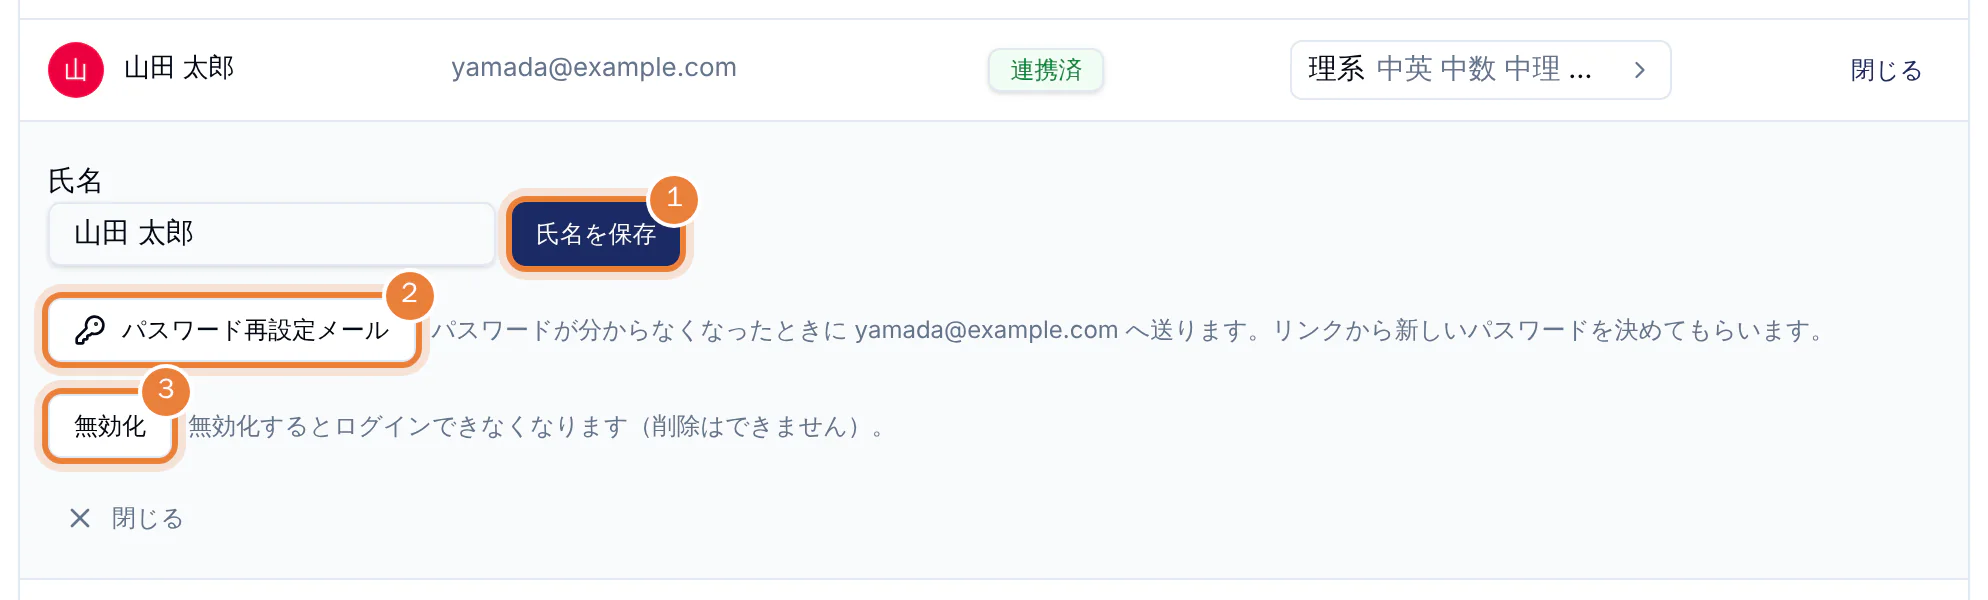 山 山田 太郎 yamada@example.com 連携済 理系 中英 中数 中理 ... 閉じる
氏名
山田 太郎 氏名を保存 1
パスワード再設定メール 2 パスワードが分からなくなったときに yamada@example.com へ送ります。リンクから新しいパスワードを決めてもらいます。
無効化 3 無効化するとログインできなくなります（削除はできません）。
閉じる